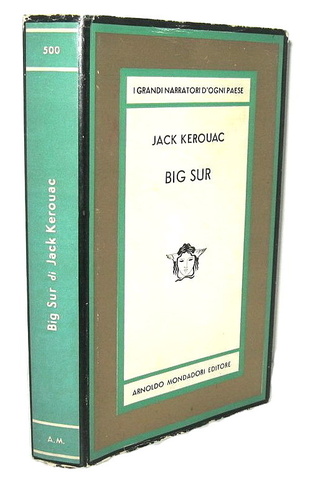 500
Big Sur di Jack Kerouac
A.M.
I GRANDI NARRATORI D'OGNI PAESE
JACK KEROUAC
BIG SUR
ARNOLDO MONDADORI EDITORE